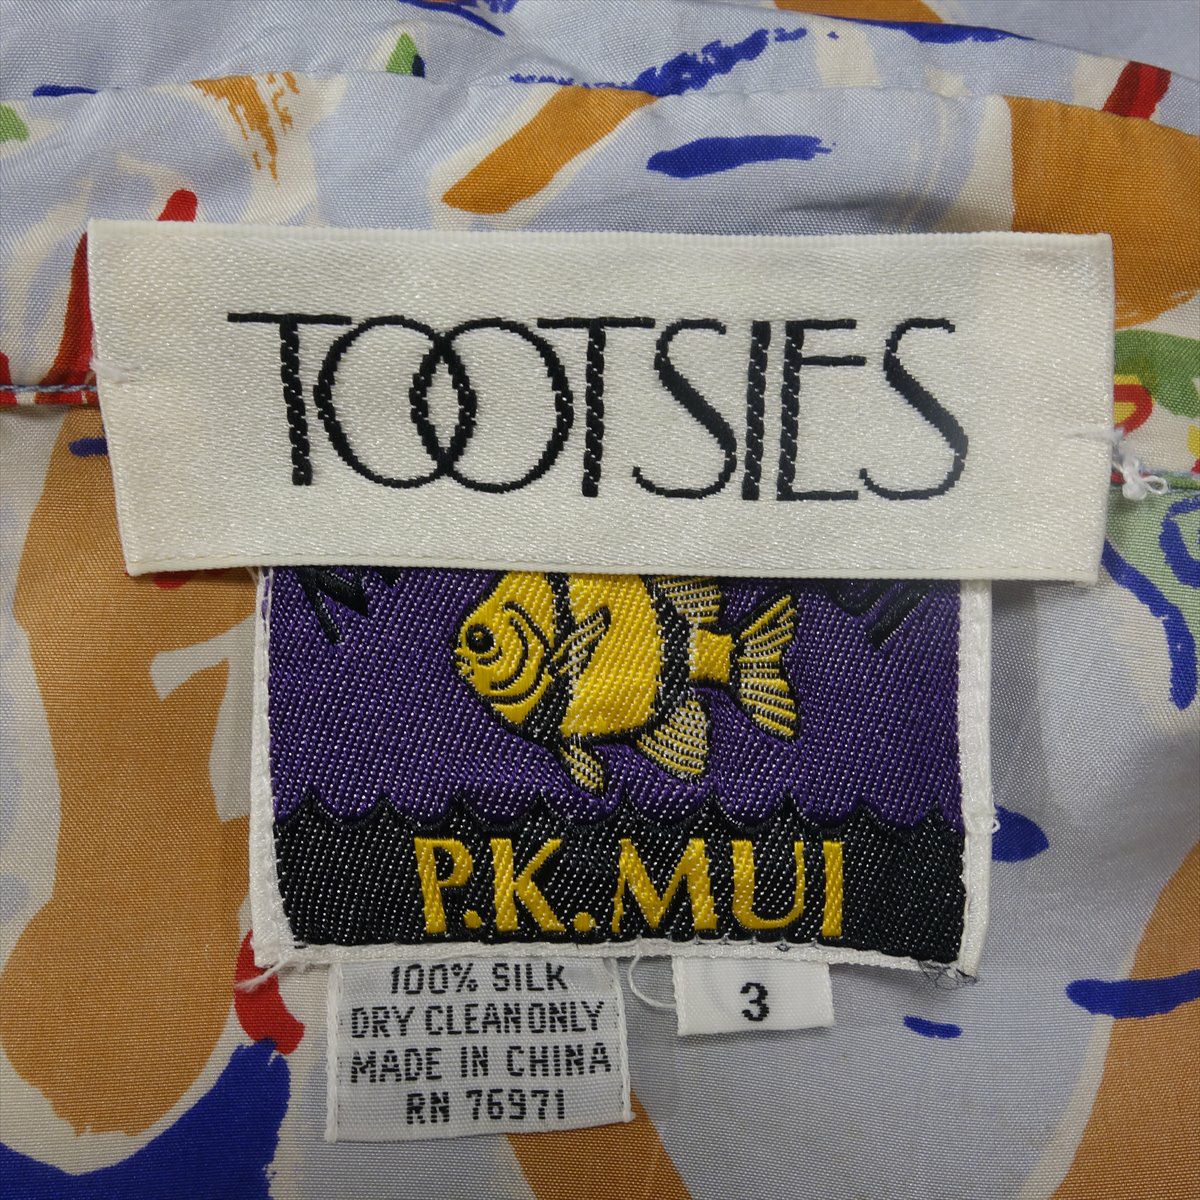 TOOTSIES
P.K.MUI
100% SILK
DRY CLEAN ONLY
MADE IN CHINA
RN 76971
3